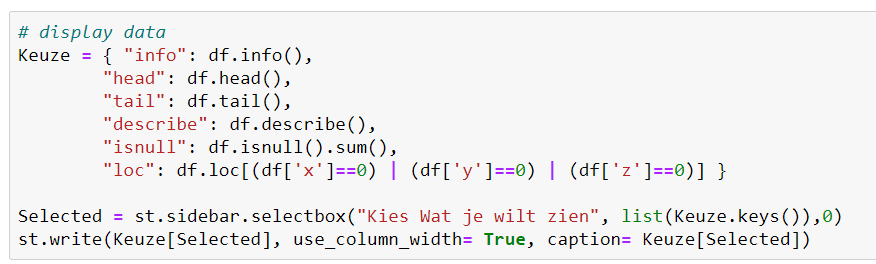 # display data
Keuze = { "info": df.info(),
        "head": df.head(),
        "tail": df.tail(),
        "describe": df.describe(),
        "isnull": df.isnull().sum(),
        "loc": df.loc[(df['x']==0) | (df['y']==0) | (df['z']==0)] }

Selected = st.sidebar.selectbox("Kies Wat je wilt zien", list(Keuze.keys()),0)
st.write(Keuze[Selected], use_column_width= True, caption= Keuze[Selected])